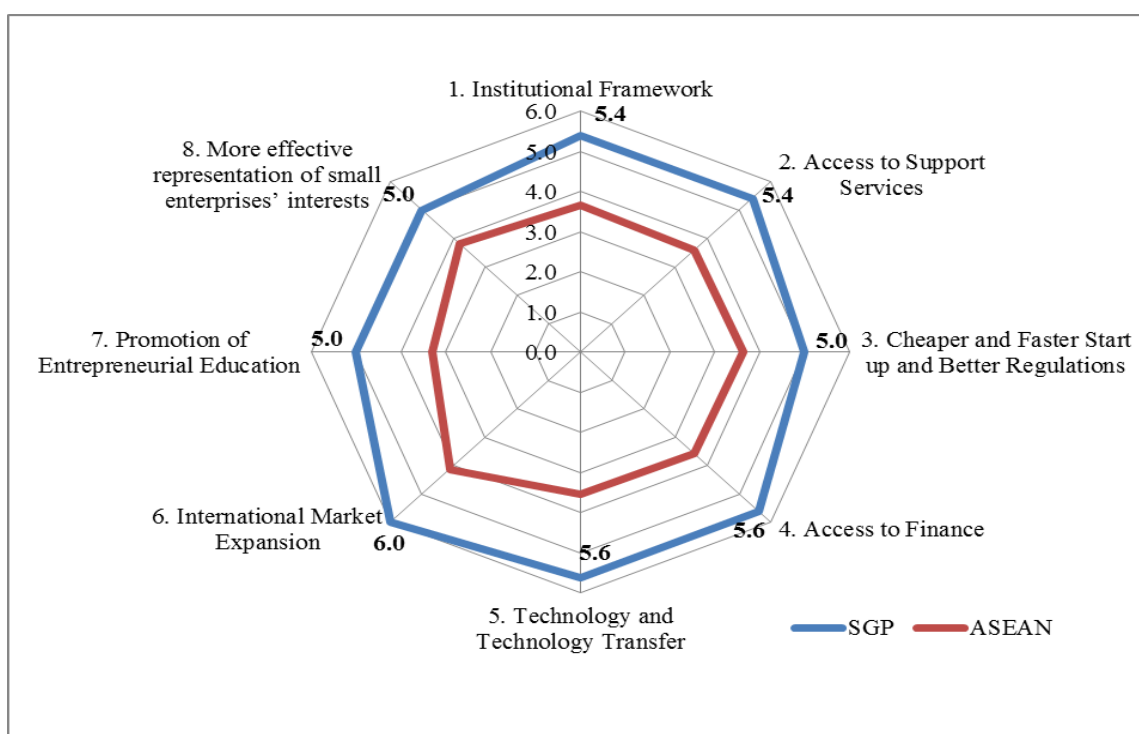 1. Institutional Framework
6.0
5.4
5.0
4.0
3.0
2.0
1.0
0.0
2. Access to Support
Services
5.4
3. Cheaper and Faster Start
up and Better Regulations
5.0
4. Access to Finance
5.6
5. Technology and
Technology Transfer
5.6
6. International Market
Expansion
6.0
7. Promotion of
Entrepreneurial Education
5.0
8. More effective
representation of small
enterprises’ interests
5.0
SGP
ASEAN